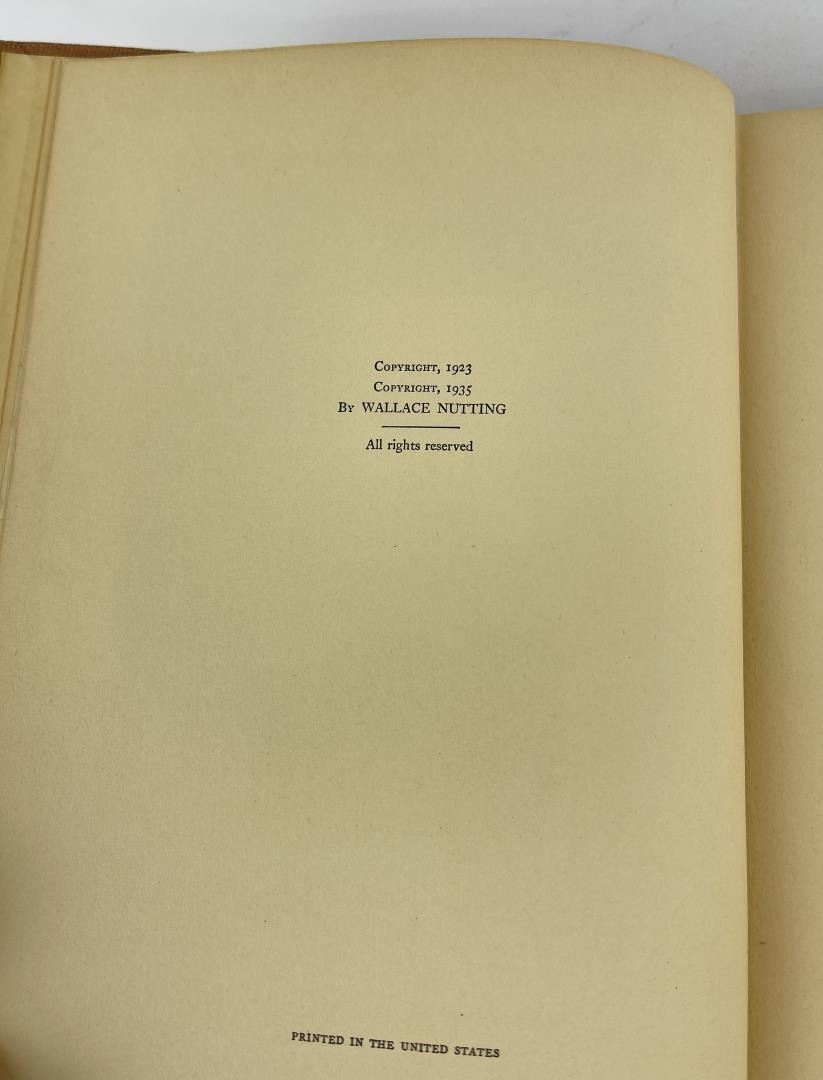 Copyright, 1923
Copyright, 1935
By WALLACE NUTTING
All rights reserved
PRINTED IN THE UNITED STATES